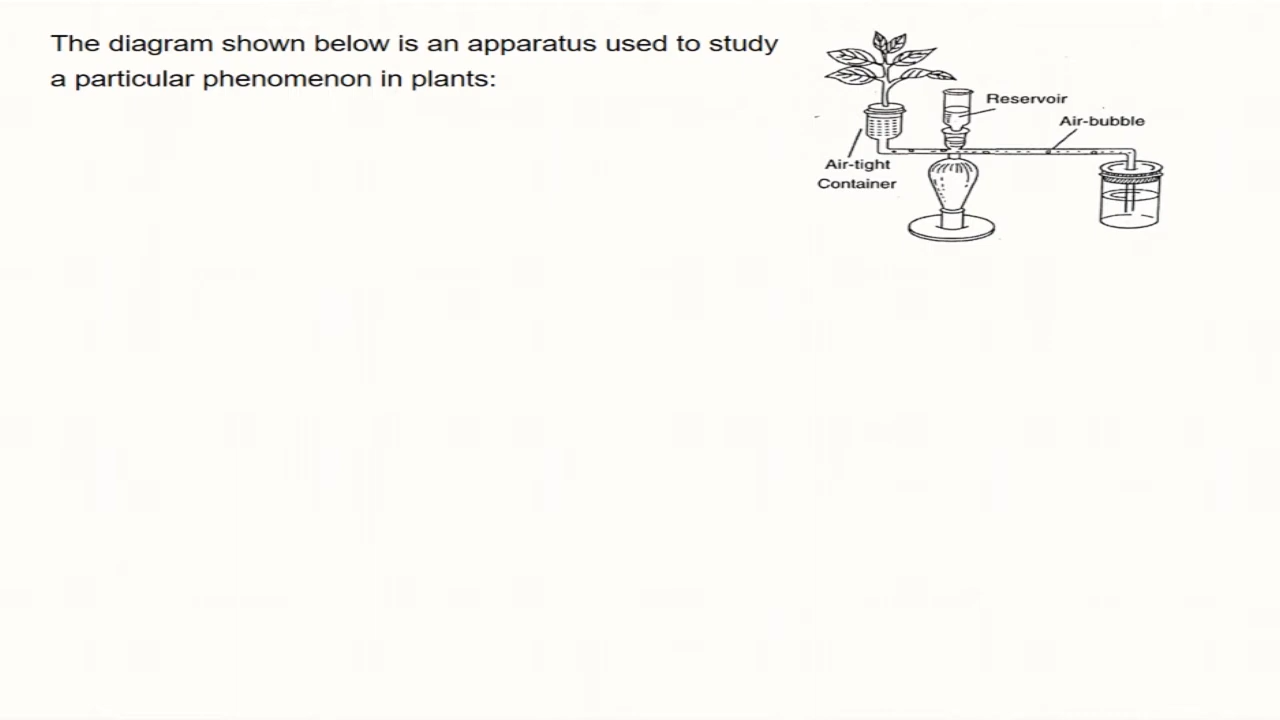 The diagram shown below is an apparatus used to study
a particular phenomenon in plants:
Reservoir
Air-bubble
Air-tight
Container